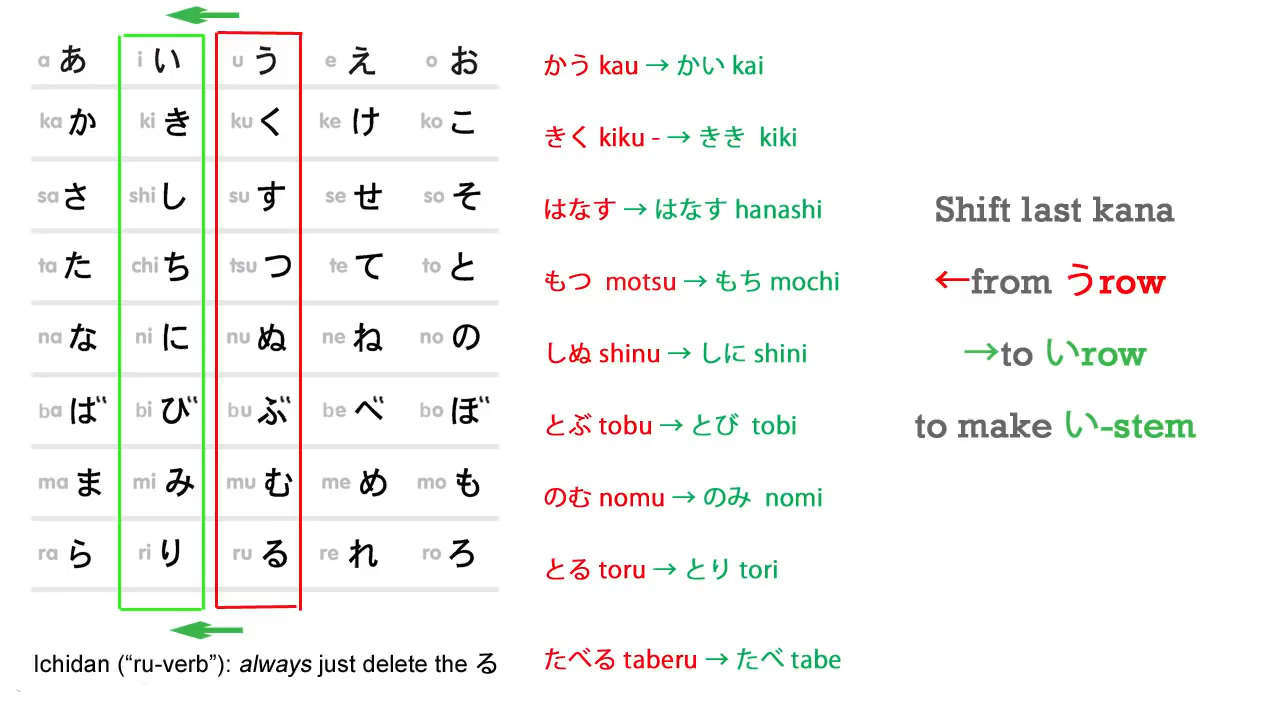 a あ i い u う e え o お
ka か ki き ku く ke け ko こ
sa さ shi し su す se せ so そ
ta た chi ち tsu つ te て to と
na な ni に nu ぬ ne ね no の
ba ば bi び bu ぶ be べ bo ぼ
ma ま mi み mu む me め mo も
ra ら ri り ru る re れ ro ろ
Ichidan (“ru-verb”): always just delete the る
かう kau → かい kai
きく kiku - → きき kiki
はなす → はなす hanashi
もつ motsu → もち mochi
しぬ shinu → しに shini
とぶ tobu → とび tobi
のむ nomu → のみ nomi
とる toru → とり tori
たべる taberu → たべ tabe
Shift last kana
←from うrow
→to いrow
to make い-stem